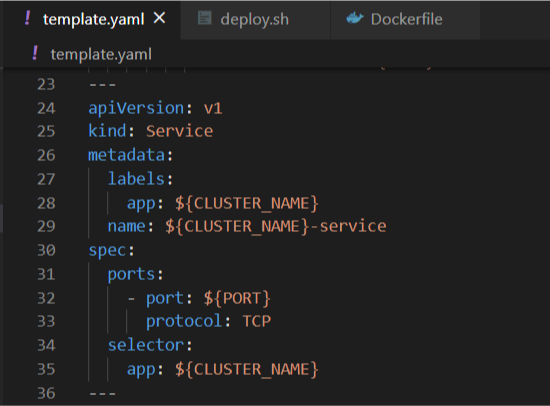 ! template.yaml ✕ deploy.sh Dockerfile
! template.yaml
23 ---
24 apiVersion: v1
25 kind: Service
26 metadata:
27   labels:
28     app: ${CLUSTER_NAME}
29   name: ${CLUSTER_NAME}-service
30 spec:
31   ports:
32     - port: ${PORT}
33       protocol: TCP
34   selector:
35     app: ${CLUSTER_NAME}
36 ---